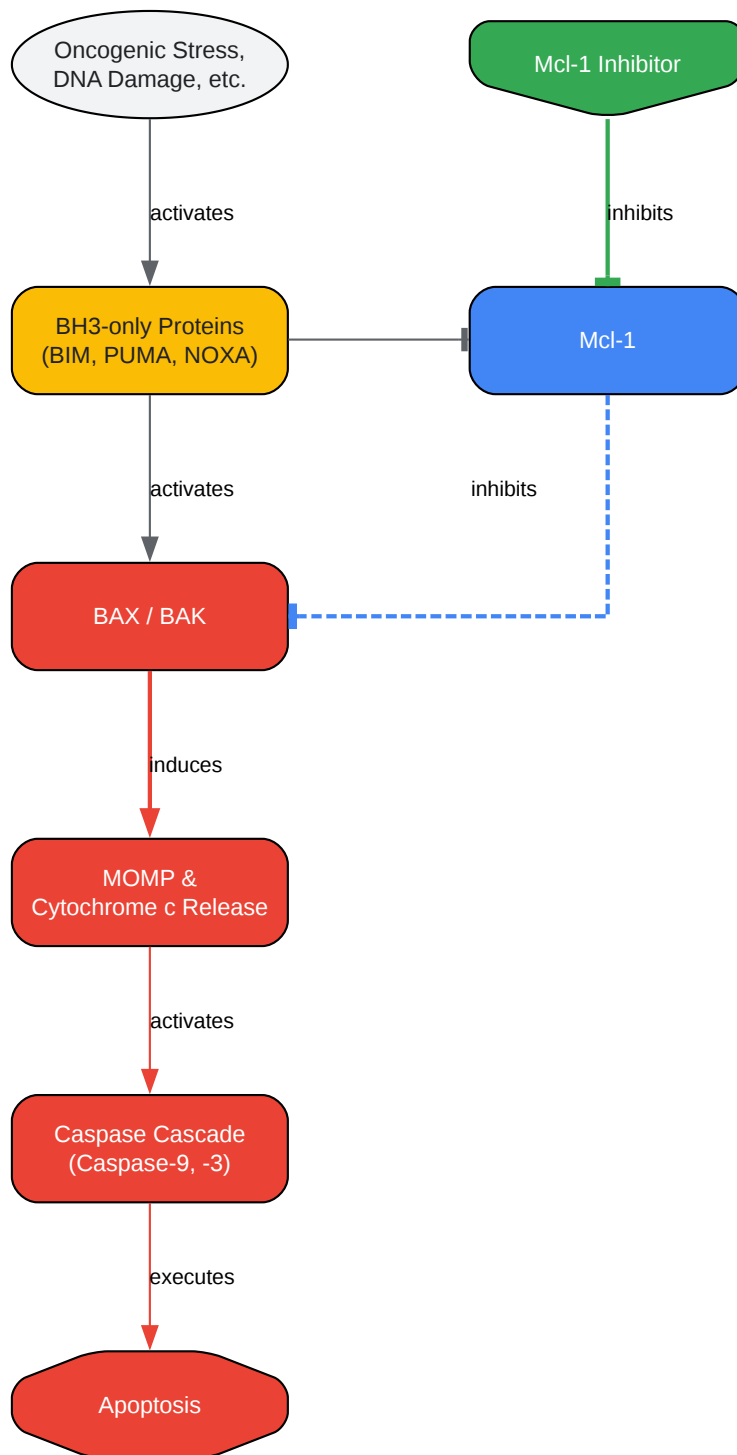 Oncogenic Stress,
DNA Damage, etc.
Mcl-1 Inhibitor
activates
inhibits
BH3-only Proteins
(BIM, PUMA, NOXA)
Mcl-1
activates
inhibits
BAX / BAK
induces
MOMP &
Cytochrome c Release
activates
Caspase Cascade
(Caspase-9, -3)
executes
Apoptosis